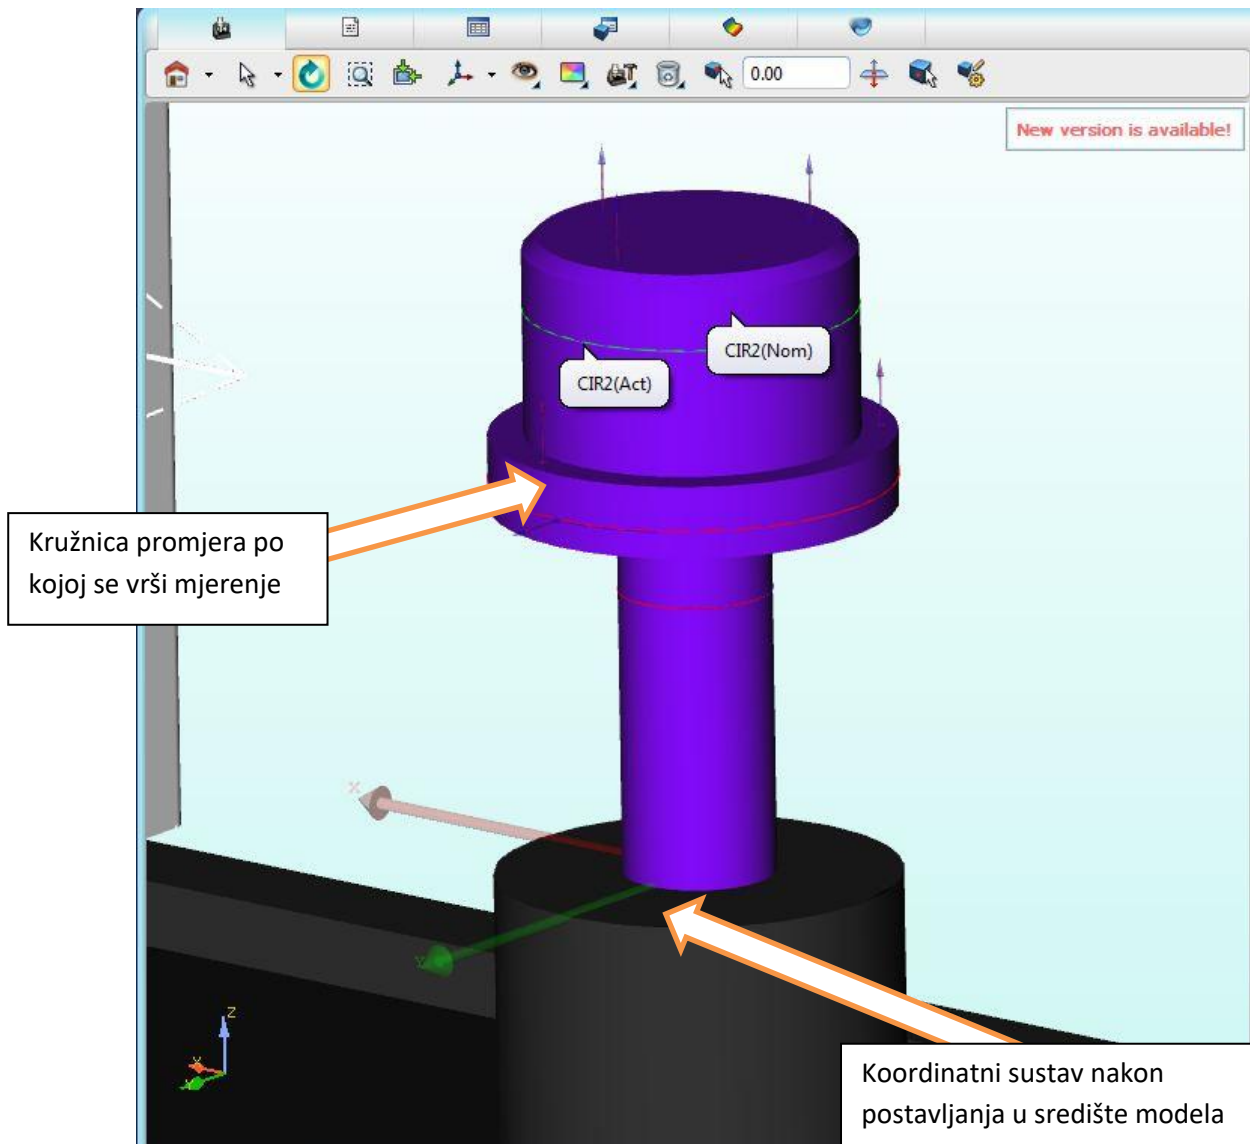 0.00
New version is available!
CIR2(Nom)
CIR2(Act)
Kružnica promjera po
kojoj se vrši mjerenje
X
Y
Z
X
Y
Koordinatni sustav nakon
postavljanja u središte modela